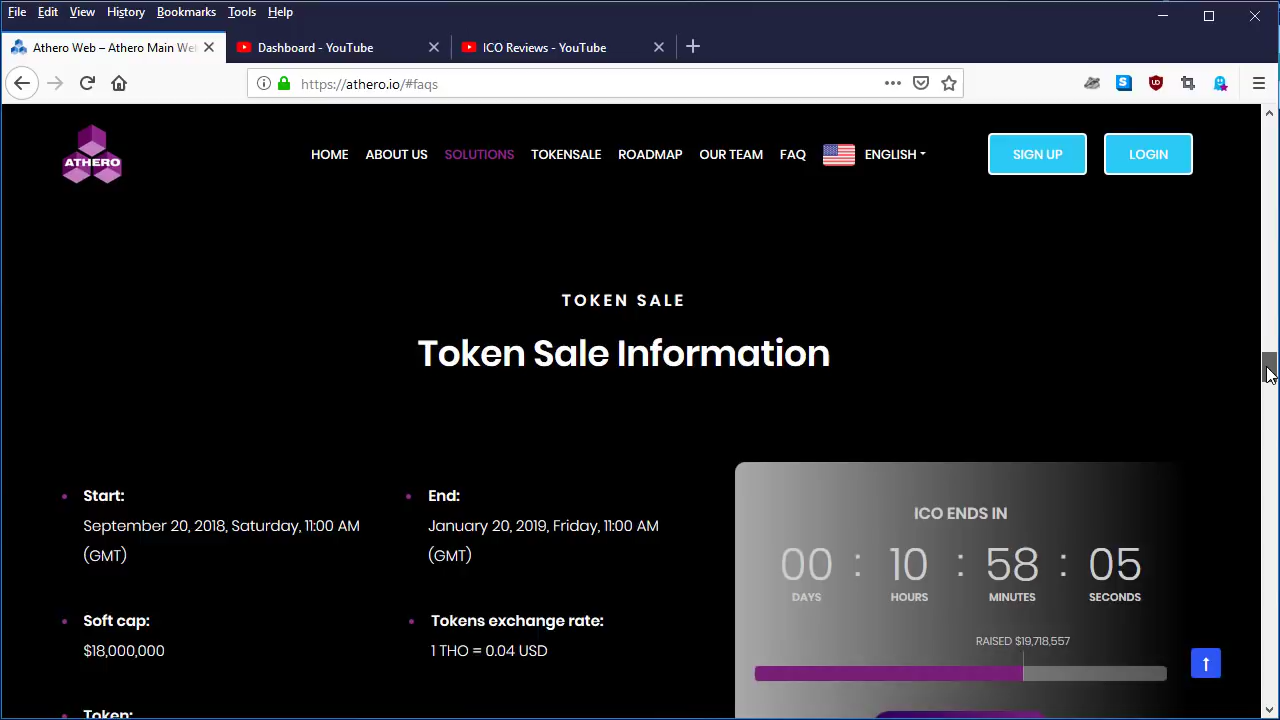 File Edit View History Bookmarks Tools Help
Athero Web – Athero Main Wei
Dashboard - YouTube
ICO Reviews - YouTube
https://athero.io/#faqs
ATHERO
HOME ABOUT US SOLUTIONS TOKENSALE ROADMAP OUR TEAM FAQ ENGLISH SIGN UP LOGIN
TOKEN SALE
Token Sale Information
Start:
September 20, 2018, Saturday, 11:00 AM
(GMT)
End:
January 20, 2019, Friday, 11:00 AM
(GMT)
Soft cap:
$18,000,000
Tokens exchange rate:
1 THO = 0.04 USD
Token:
ICO ENDS IN
00 : 10 : 58 : 05
DAYS HOURS MINUTES SECONDS
RAISED $19,718,557